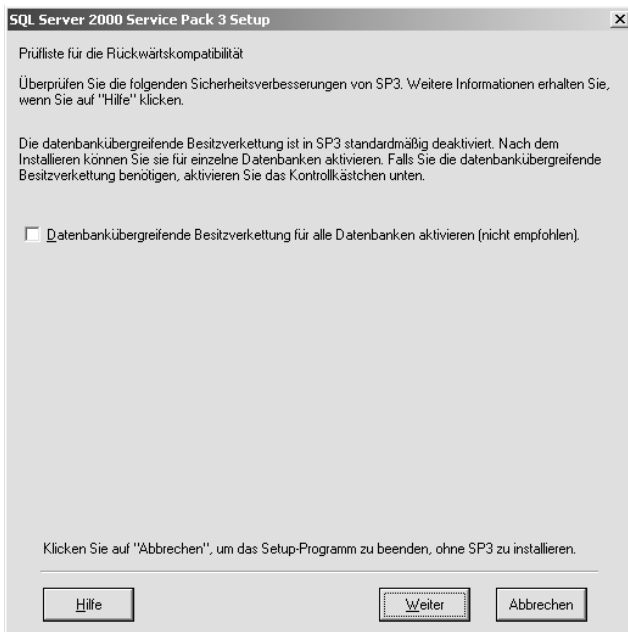 SQL Server 2000 Service Pack 3 Setup
Prüfliste für die Rückwärtskompatibilität
Überprüfen Sie die folgenden Sicherheitsverbesserungen von SP3. Weitere Informationen erhalten Sie,
wenn Sie auf "Hilfe" klicken.
Die datenbankübergreifende Besitzverkettung ist in SP3 standardmäßig deaktiviert. Nach dem
Installieren können Sie sie für einzelne Datenbanken aktivieren. Falls Sie die datenbankübergreifende
Besitzverkettung benötigen, aktivieren Sie das Kontrollkästchen unten.
Datenbankübergreifende Besitzverkettung für alle Datenbanken aktivieren (nicht empfohlen).
Klicken Sie auf "Abbrechen", um das Setup-Programm zu beenden, ohne SP3 zu installieren.
Hilfe Weiter Abbrechen